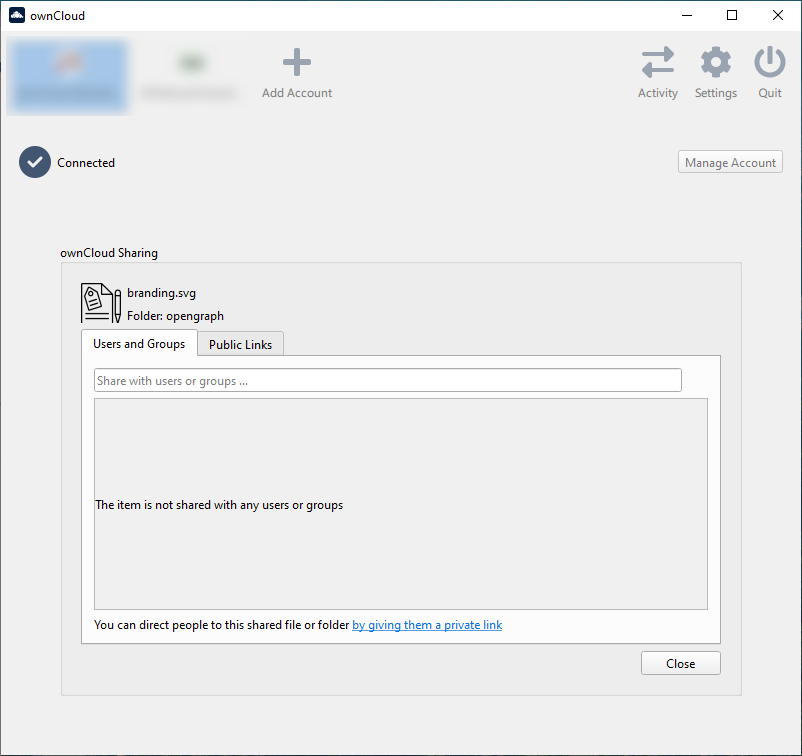 ownCloud
Add Account
Activity
Settings
Quit
Connected
Manage Account
ownCloud Sharing
branding.svg
Folder: opengraph
Users and Groups
Public Links
Share with users or groups ...
The item is not shared with any users or groups
You can direct people to this shared file or folder by giving them a private link
Close